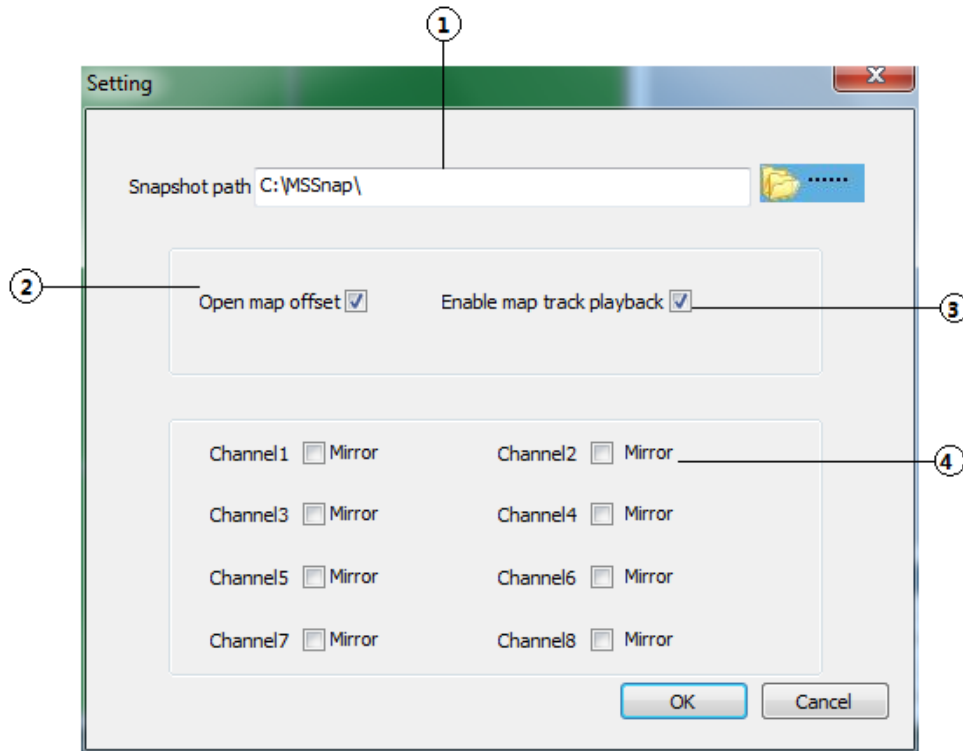 1
Setting
X
Snapshot path C:\MSSnap\ ......
2
Open map offset Enable map track playback
3
Channel1 Mirror Channel2 Mirror
4
Channel3 Mirror Channel4 Mirror
Channel5 Mirror Channel6 Mirror
Channel7 Mirror Channel8 Mirror
OK Cancel